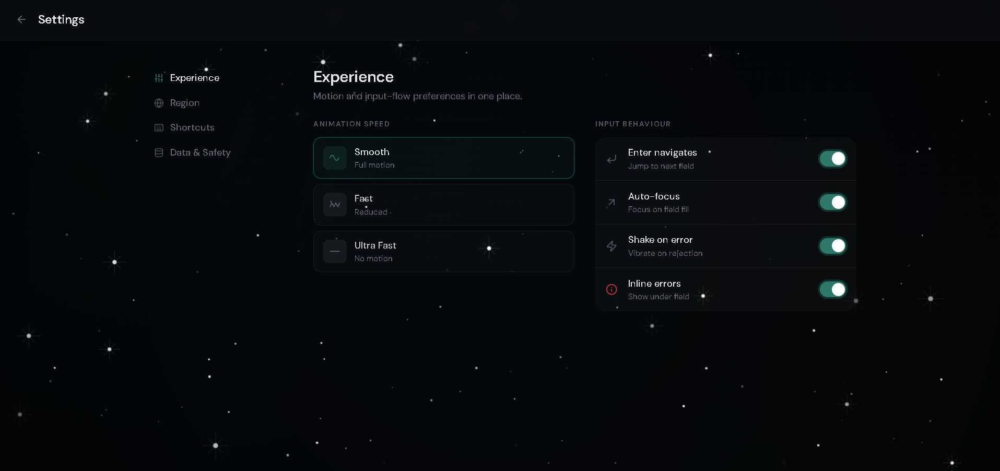 Settings
Experience
Region
Shortcuts
Data & Safety
Experience
Motion and input-flow preferences in one place.
ANIMATION SPEED
Smooth
Full motion
Fast
Reduced
Ultra Fast
No motion
INPUT BEHAVIOUR
Enter navigates
Jump to next field
Auto-focus
Focus on field fill
Shake on error
Vibrate on rejection
Inline errors
Show under field